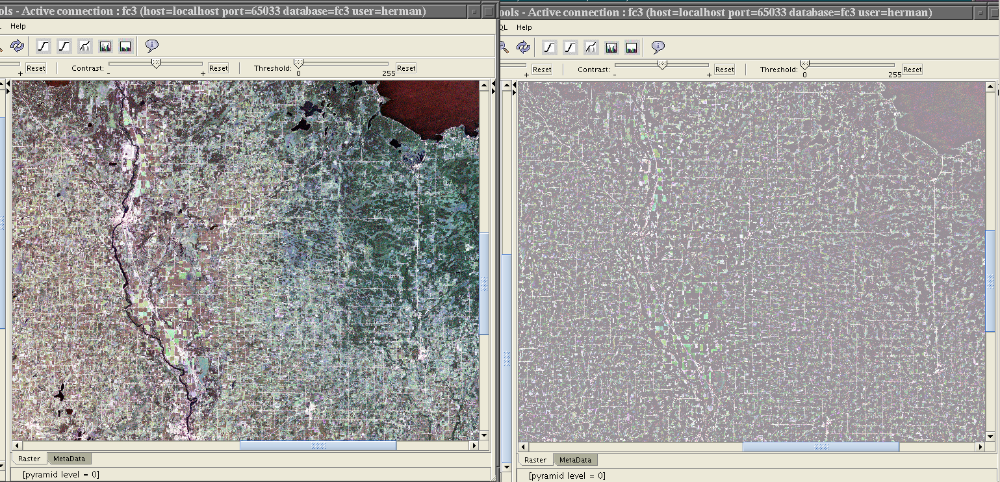 ols - Active connection : fc3 (host=localhost port=65033 database=fc3 user=herman)
L Help
+ Reset Contrast: - + Reset Threshold: 0 255 Reset
Raster MetaData
[pyramid level = 0]
ools - Active connection : fc3 (host=localhost port=65033 database=fc3 user=herman)
QL Help
+ Reset Contrast: - + Reset Threshold: 0 255 Reset
Raster MetaData
[pyramid level = 0]